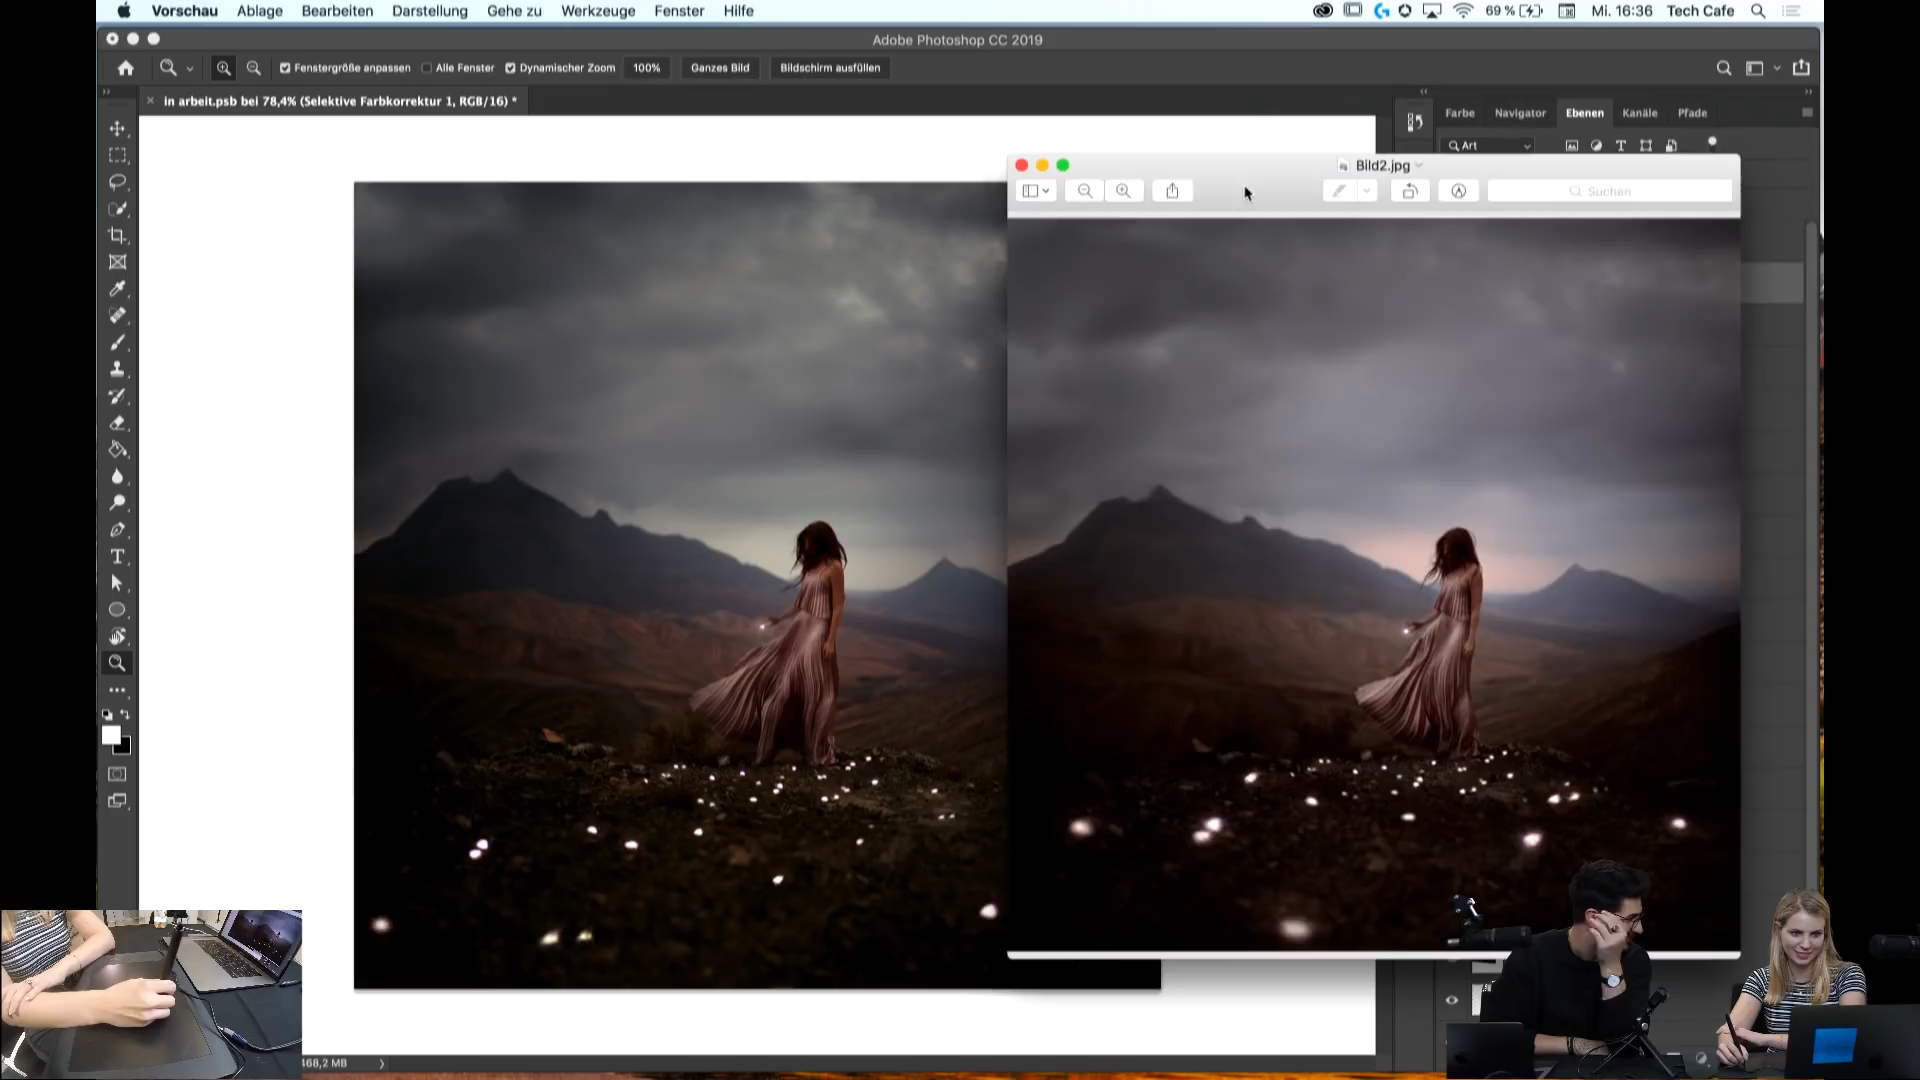 Vorschau Ablage Bearbeiten Darstellung Gehe zu Werkzeuge Fenster Hilfe 69 % Mi. 16:36 Tech Cafe
Adobe Photoshop CC 2019
Fenstergröße anpassen Alle Fenster Dynamischer Zoom 100% Ganzes Bild Bildschirm ausfüllen
in arbeit.psb bei 78,4% (Selektive Farbkorrektur 1, RGB/16) *
Farbe Navigator Ebenen Kanäle Pfade
Art
Bild2.jpg
Suchen
468,2 MB